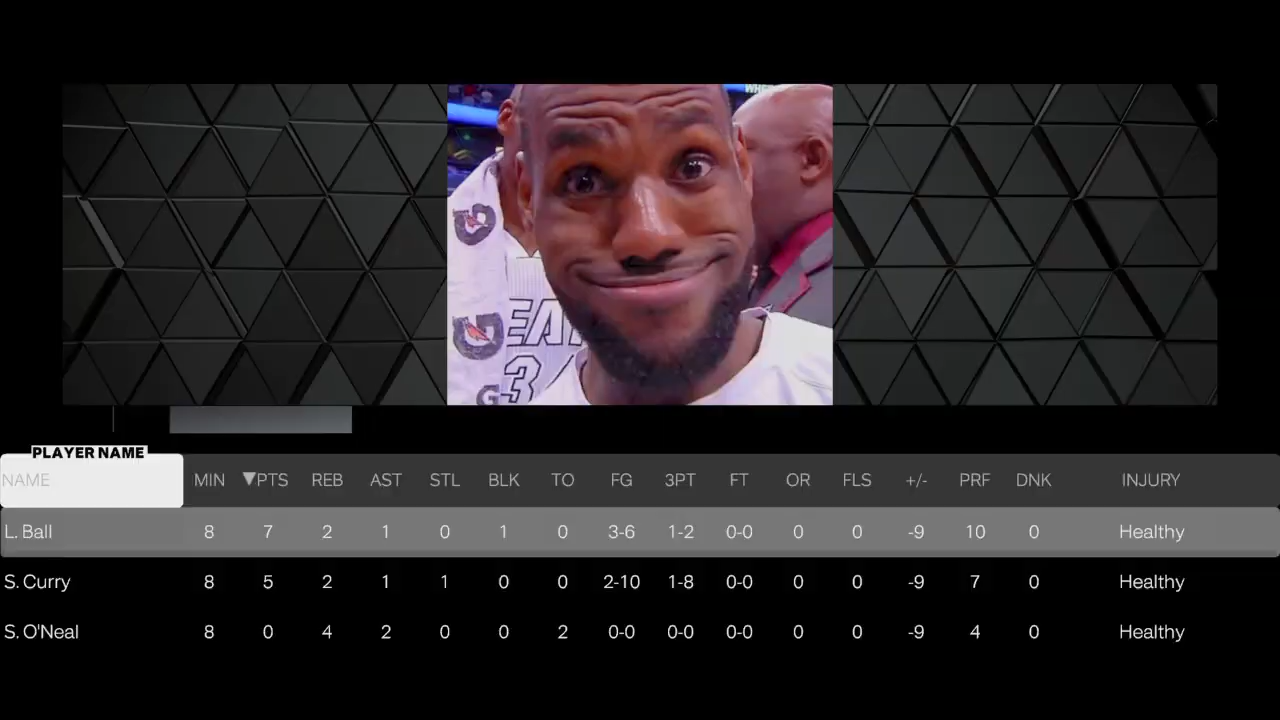 WHE
G
EA
G
3
G
PLAYER NAME
NAME MIN ▼PTS REB AST STL BLK TO FG 3PT FT OR FLS +/- PRF DNK INJURY
L. Ball 8 7 2 1 0 1 0 3-6 1-2 0-0 0 0 -9 10 0 Healthy
S. Curry 8 5 2 1 1 0 0 2-10 1-8 0-0 0 0 -9 7 0 Healthy
S. O'Neal 8 0 4 2 0 0 2 0-0 0-0 0-0 0 0 -9 4 0 Healthy